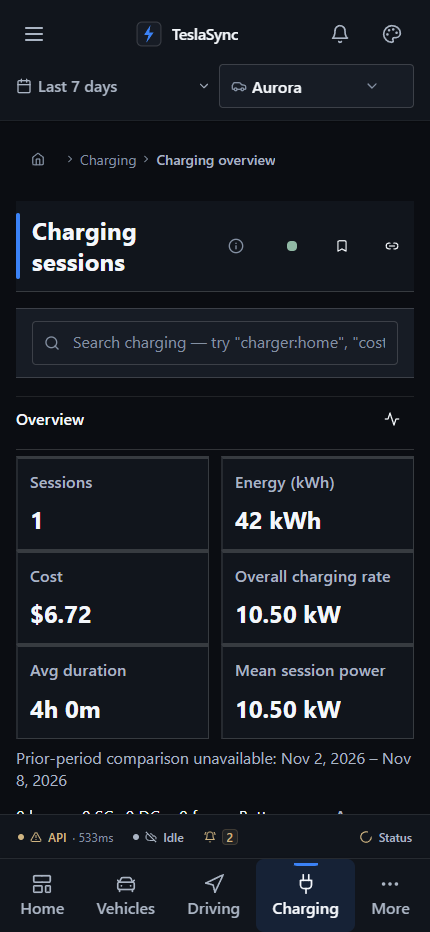 TeslaSync
Last 7 days
Aurora
Charging
Charging overview
Charging
sessions
Search charging — try "charger:home", "cost
Overview
Sessions
1
Energy (kWh)
42 kWh
Cost
$6.72
Overall charging rate
10.50 kW
Avg duration
4h 0m
Mean session power
10.50 kW
Prior-period comparison unavailable: Nov 2, 2026 – Nov
8, 2026
API · 533ms
Idle
2
Status
Home
Vehicles
Driving
Charging
More